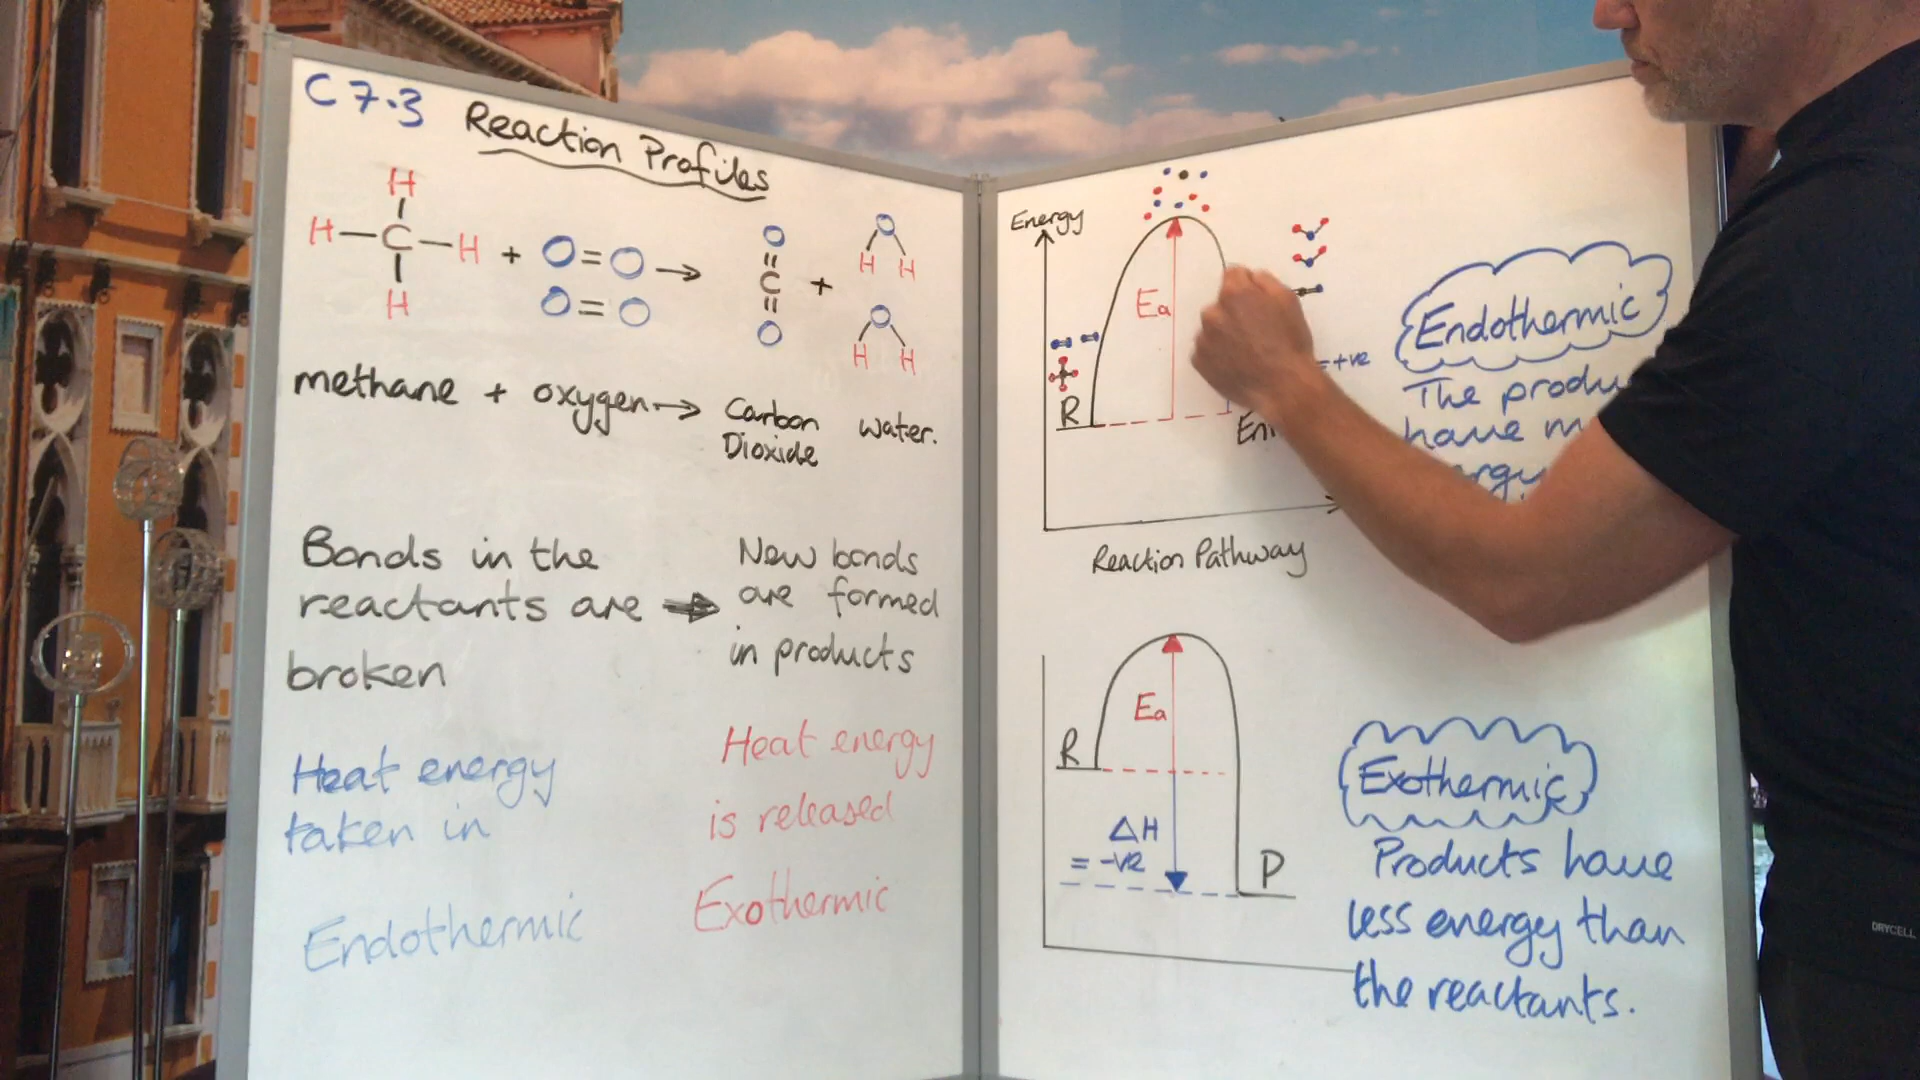 C7.3 Reaction Profiles
H
H—C—H + O=O →
H
O=O
O=C=O + O H H
O H H
methane + oxygen → Carbon Dioxide water.
Bonds in the
reactants are →
broken
New bonds
are formed
in products
Heat energy
taken in
Endothermic
Heat energy
is released
Exothermic
Energy
Ea
R
=+ve
Reaction Pathway
Endothermic
The
have
Ea
R
ΔH
= -ve
P
Exothermic
Products have
less energy than
the reactants.
DRYCELL